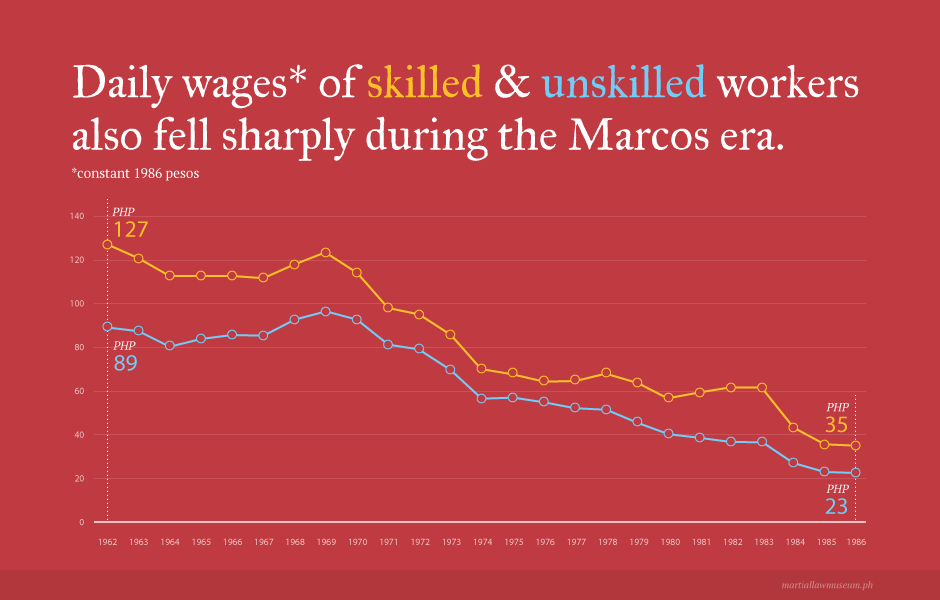 Daily wages* of skilled & unskilled workers
also fell sharply during the Marcos era.
*constant 1986 pesos
PHP
127
PHP
89
PHP
35
PHP
23
140
120
100
80
60
40
20
0
1962 1963 1964 1965 1966 1967 1968 1969 1970 1971 1972 1973 1974 1975 1976 1977 1978 1979 1980 1981 1982 1983 1984 1985 1986
martiallawmuseum.ph